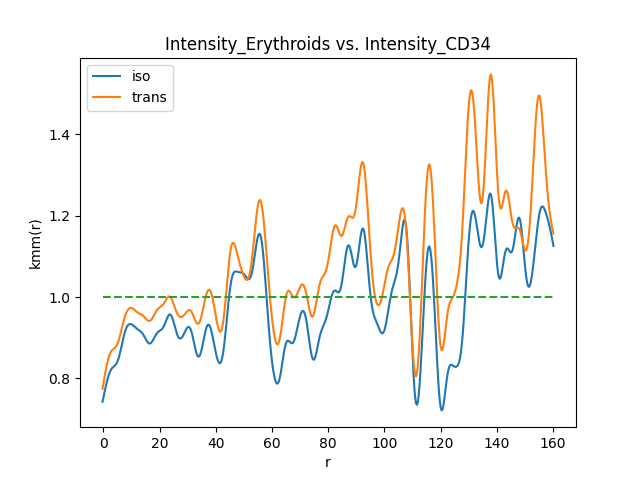 Intensity_Erythroids vs. Intensity_CD34
iso
trans
kmm(r)
1.4
1.2
1.0
0.8
0 20 40 60 80 100 120 140 160
r